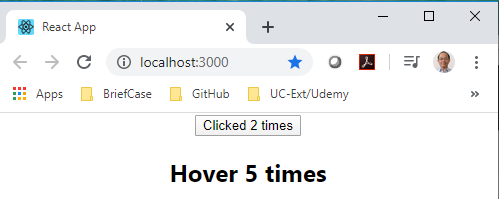 React App
localhost:3000
Apps BriefCase GitHub UC-Ext/Udemy »
Clicked 2 times
Hover 5 times